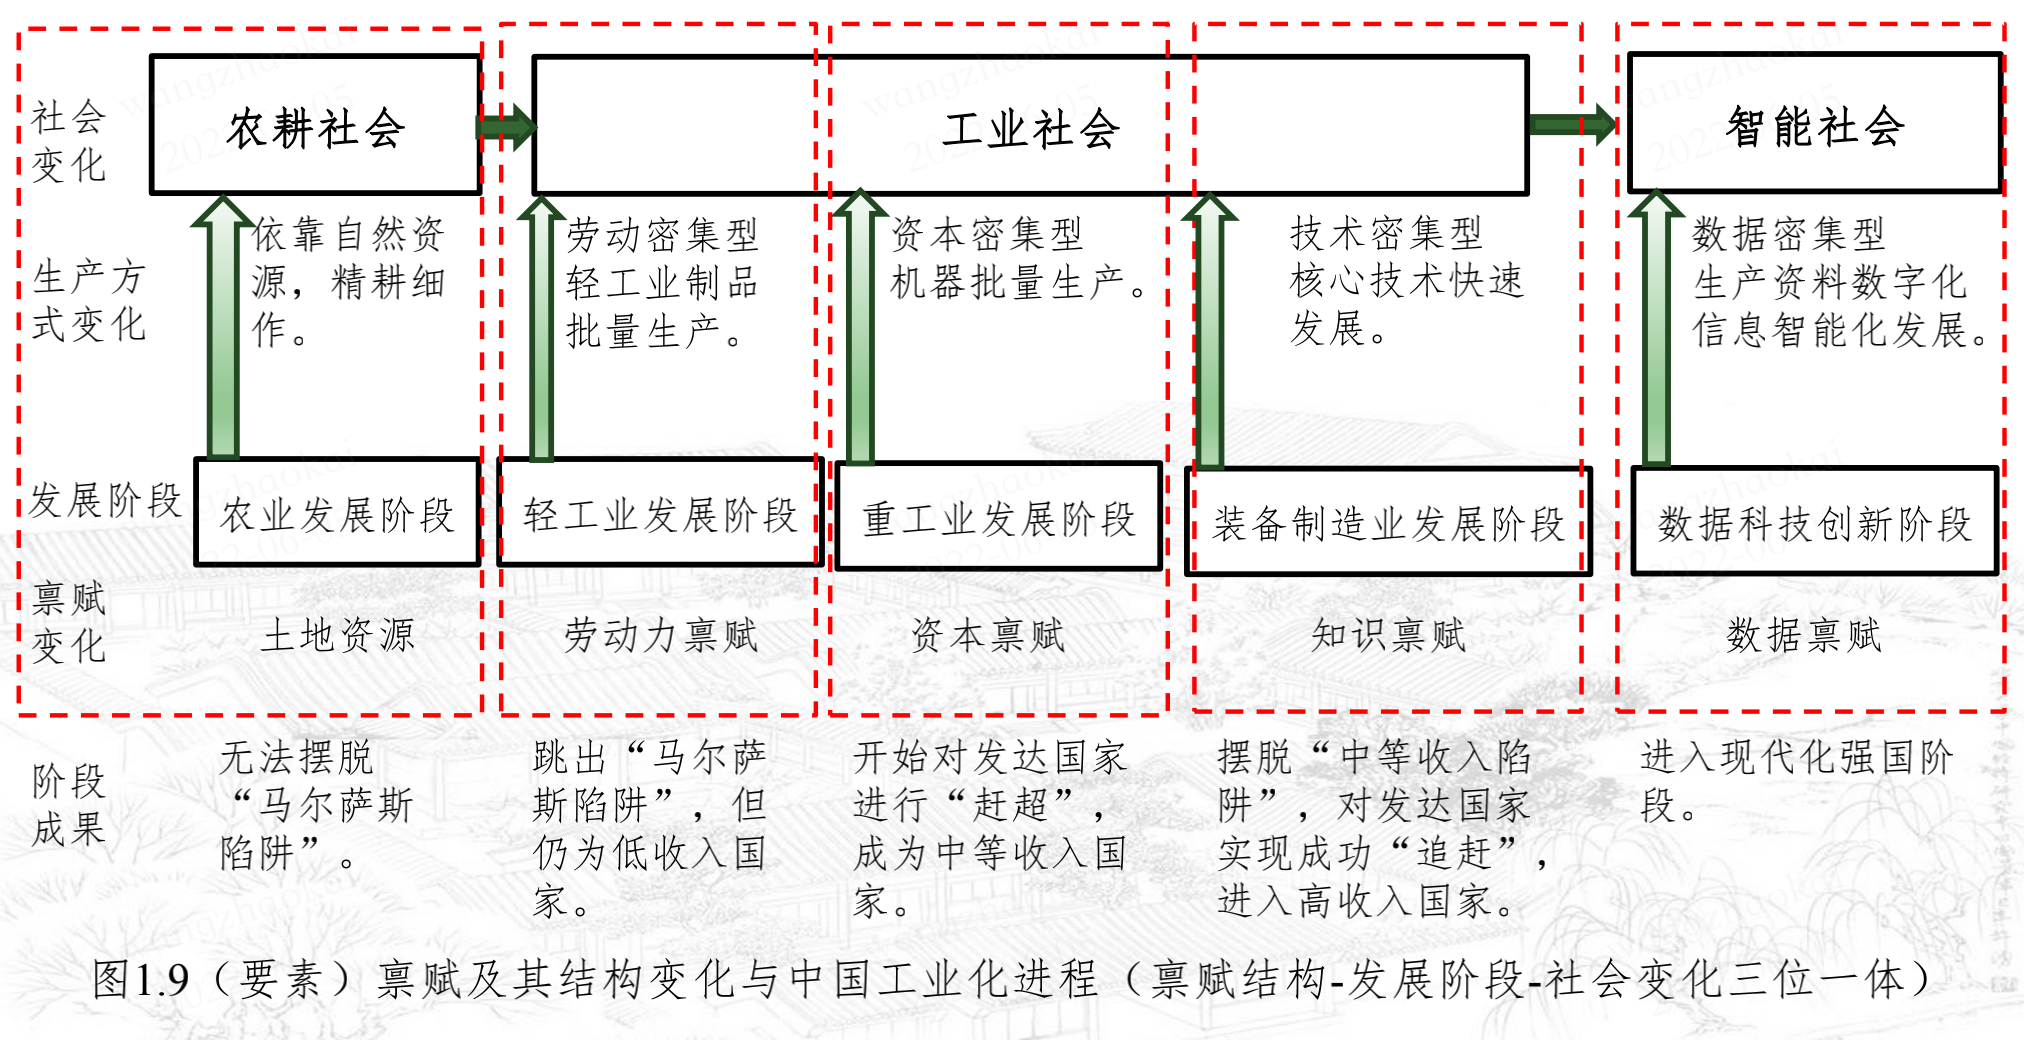 社会
变化
农耕社会
工业社会
智能社会
生产方
式变化
依靠自然资
源，精耕细
作。
劳动密集型
轻工业制品
批量生产。
资本密集型
机器批量生产。
技术密集型
核心技术快速
发展。
数据密集型
生产资料数字化
信息智能化发展。
发展阶段
农业发展阶段
轻工业发展阶段
重工业发展阶段
装备制造业发展阶段
数据科技创新阶段
禀赋
变化
土地资源
劳动力禀赋
资本禀赋
知识禀赋
数据禀赋
阶段
成果
无法摆脱
“马尔萨斯
陷阱”。
跳出“马尔萨
斯陷阱”，但
仍为低收入国
家。
开始对发达国家
进行“赶超”，
成为中等收入国
家。
摆脱“中等收入陷
阱”，对发达国家
实现成功“追赶”，
进入高收入国家。
进入现代化强国阶
段。
图1.9（要素）禀赋及其结构变化与中国工业化进程（禀赋结构-发展阶段-社会变化三位一体）